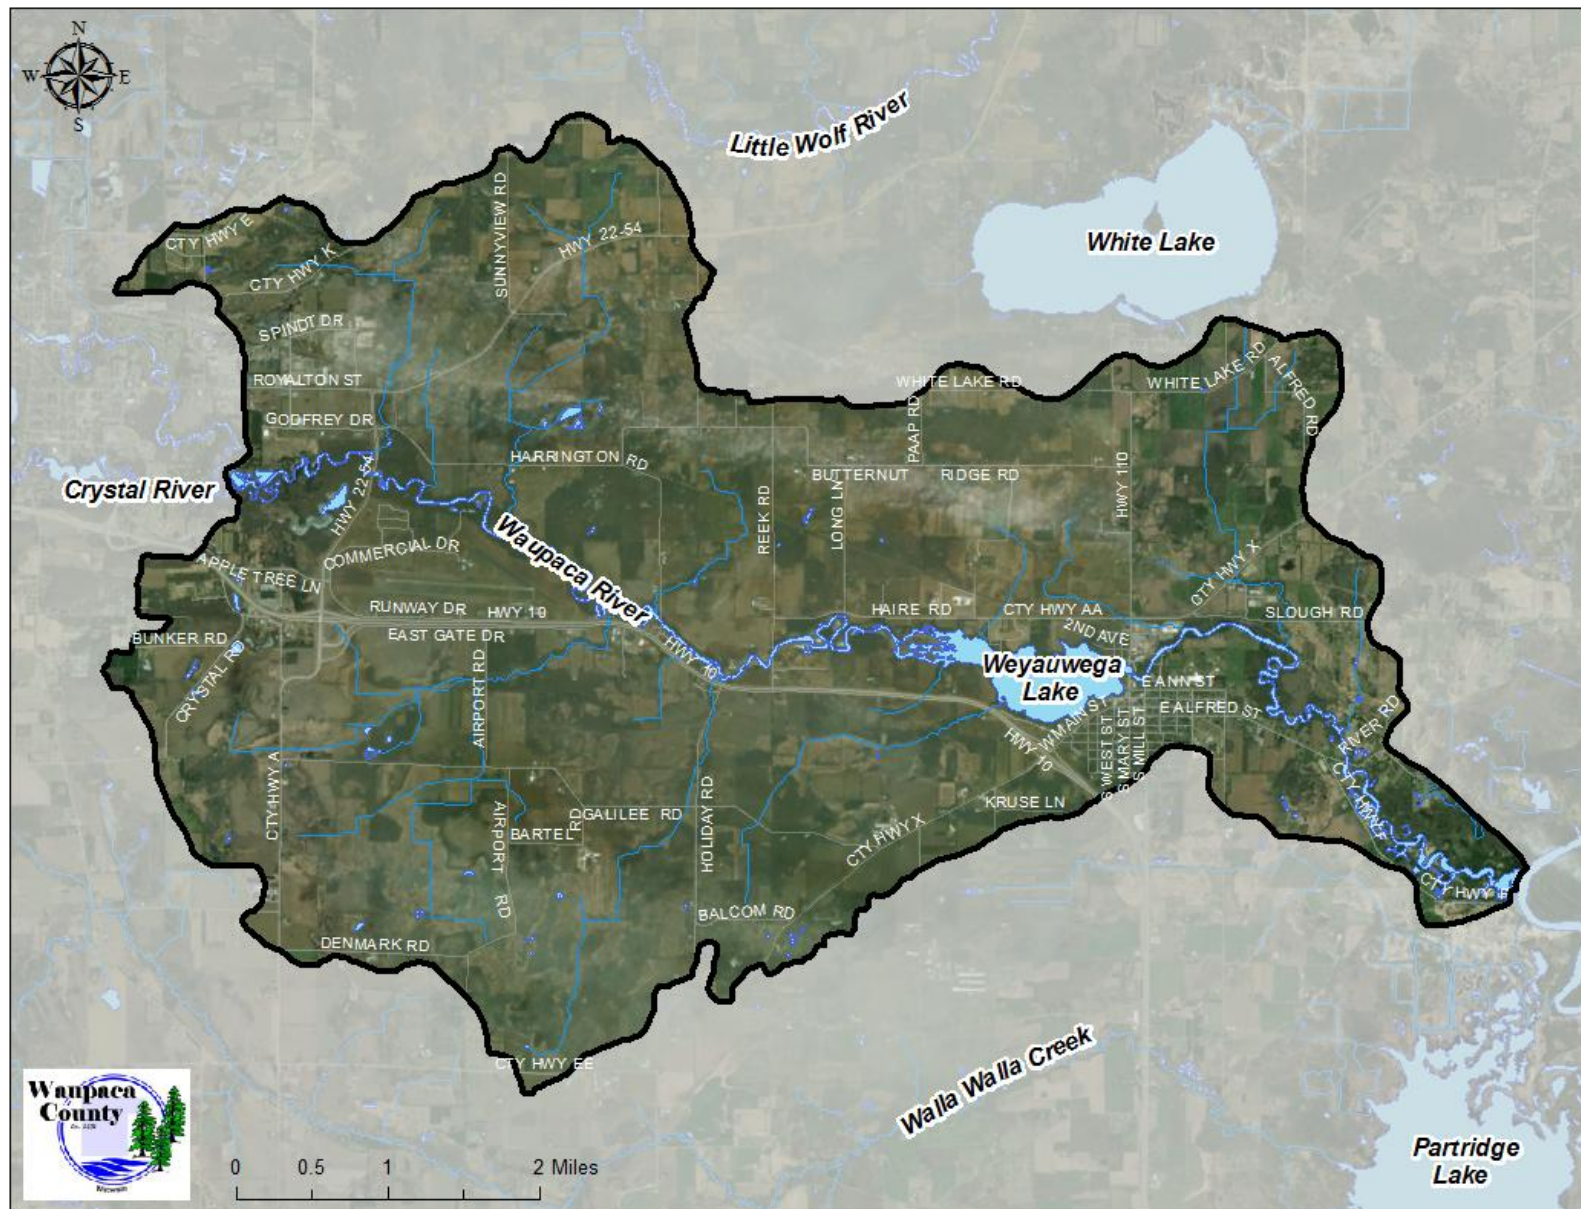 N
W E
S
Little Wolf River
White Lake
CTY HWY E
CTY HWY K
SUNNYVIEW RD
HWY 22-54
SPINDT DR
ROYALTON ST
GODFREY DR
WHITE LAKE RD
WHITE LAKE RD
ALFRED RD
PAAP RD
HARRINGTON RD
BUTTERNUT RIDGE RD
HWY 110
Crystal River
HWY 22-54
REEK RD
LONG LN
Waupaca River
COMMERCIAL DR
APPLE TREE LN
CTY HWY X
RUNWAY DR
HWY 10
HAIRE RD
CTY HWY AA
SLOUGH RD
BUNKER RD
EAST GATE DR
2ND AVE
CRYSTAL RD
AIRPORT RD
HWY 10
Weyauwega
Lake
E ANN ST
E ALFRED ST
W MAIN ST
RIVER RD
HWY 10
S WEST ST
S MARY ST
S MILL ST
CTY HWY A
HOLIDAY RD
CTY HWY F
KRUSE LN
GALILEE RD
BARTEL RD
AIRPORT RD
CTY HWY X
CTY HWY F
BALCOM RD
DENMARK RD
CTY HWY EE
Walla Walla Creek
Waupaca
County
Wisconsin
0 0.5 1 2 Miles
Partridge
Lake